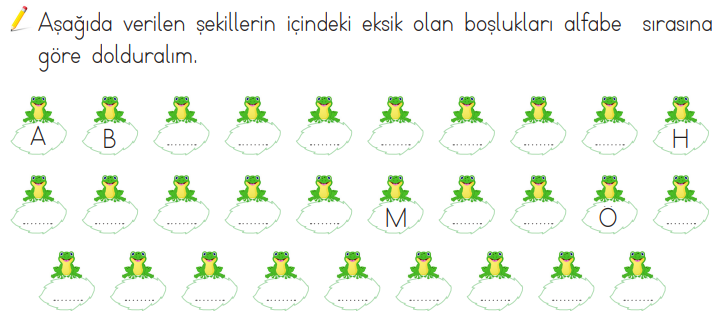 Aşağıda verilen şekillerin içindeki eksik olan boşlukları alfabe sırasına
göre dolduralım.
A B ........ ........ ........ ........ ........ ........ ........ H
........ ........ ........ ........ ........ M ........ ........ O ........
........ ........ ........ ........ ........ ........ ........ ........ ........